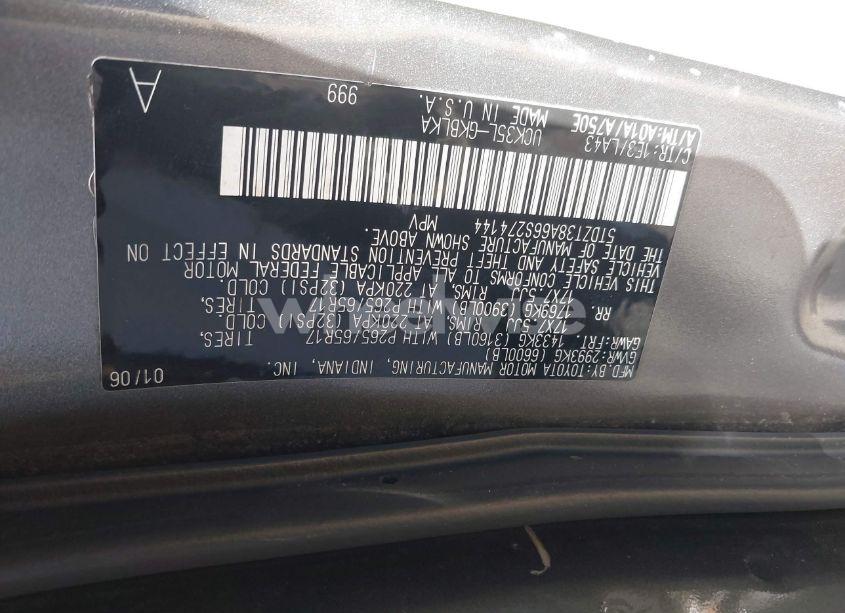 MFD.BY:TOYOTA MOTOR MANUFACTURING, INDIANA, INC. 01/06
GVWR:2993KG (6600LB)
GAWR:FRT. 1433KG (3160LB) WITH P265/65R17 TIRES.
17X7.5JJ RIMS, AT 220KPA (32PSI) COLD
RR. 1769KG (3900LB) WITH P265/65R17 TIRES.
17X7.5JJ RIMS, AT 220KPA (32PSI) COLD.
THIS VEHICLE CONFORMS TO ALL APPLICABLE FEDERAL MOTOR
VEHICLE SAFETY AND THEFT PREVENTION STANDARDS IN EFFECT ON
THE DATE OF MANUFACTURE SHOWN ABOVE.
5TDZT38A66S274144 MPV
C/TR:1E3/LA43 UCK35L-GKBLKA
A/TM:A01A/A750E MADE IN U.S.A. 999 A